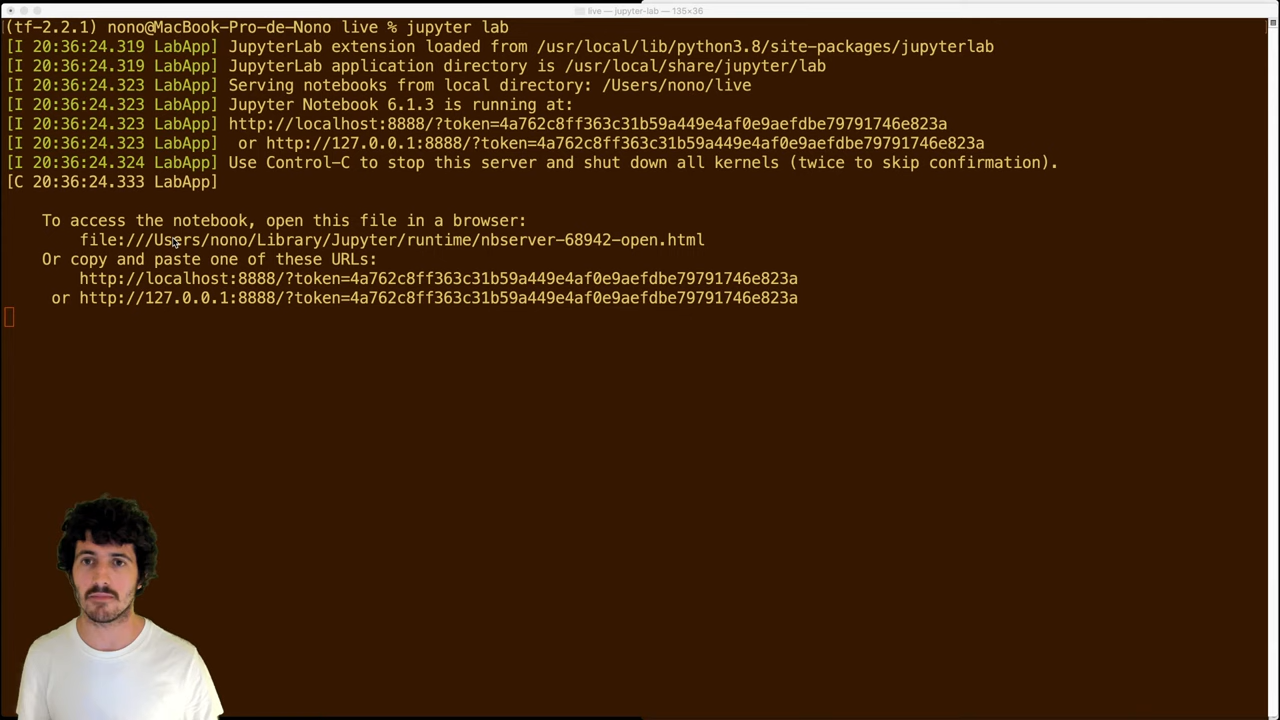 live — jupyter-lab — 135×36
(tf-2.2.1) nono@MacBook-Pro-de-Nono live % jupyter lab
[I 20:36:24.319 LabApp] JupyterLab extension loaded from /usr/local/lib/python3.8/site-packages/jupyterlab
[I 20:36:24.319 LabApp] JupyterLab application directory is /usr/local/share/jupyter/lab
[I 20:36:24.323 LabApp] Serving notebooks from local directory: /Users/nono/live
[I 20:36:24.323 LabApp] Jupyter Notebook 6.1.3 is running at:
[I 20:36:24.323 LabApp] http://localhost:8888/?token=4a762c8ff363c31b59a449e4af0e9aefdbe79791746e823a
[I 20:36:24.323 LabApp]  or http://127.0.0.1:8888/?token=4a762c8ff363c31b59a449e4af0e9aefdbe79791746e823a
[I 20:36:24.324 LabApp] Use Control-C to stop this server and shut down all kernels (twice to skip confirmation).
[C 20:36:24.333 LabApp]
To access the notebook, open this file in a browser:
file:///Users/nono/Library/Jupyter/runtime/nbserver-68942-open.html
Or copy and paste one of these URLs:
http://localhost:8888/?token=4a762c8ff363c31b59a449e4af0e9aefdbe79791746e823a
or http://127.0.0.1:8888/?token=4a762c8ff363c31b59a449e4af0e9aefdbe79791746e823a